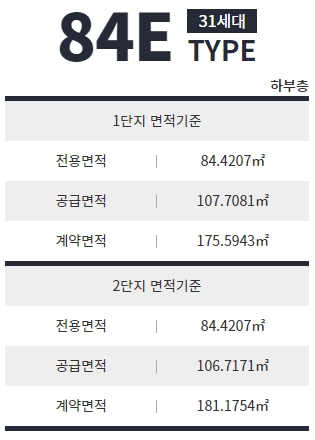 84E 31세대
TYPE
하부층
1단지 면적기준
전용면적 | 84.4207㎡
공급면적 | 107.7081㎡
계약면적 | 175.5943㎡
2단지 면적기준
전용면적 | 84.4207㎡
공급면적 | 106.7171㎡
계약면적 | 181.1754㎡